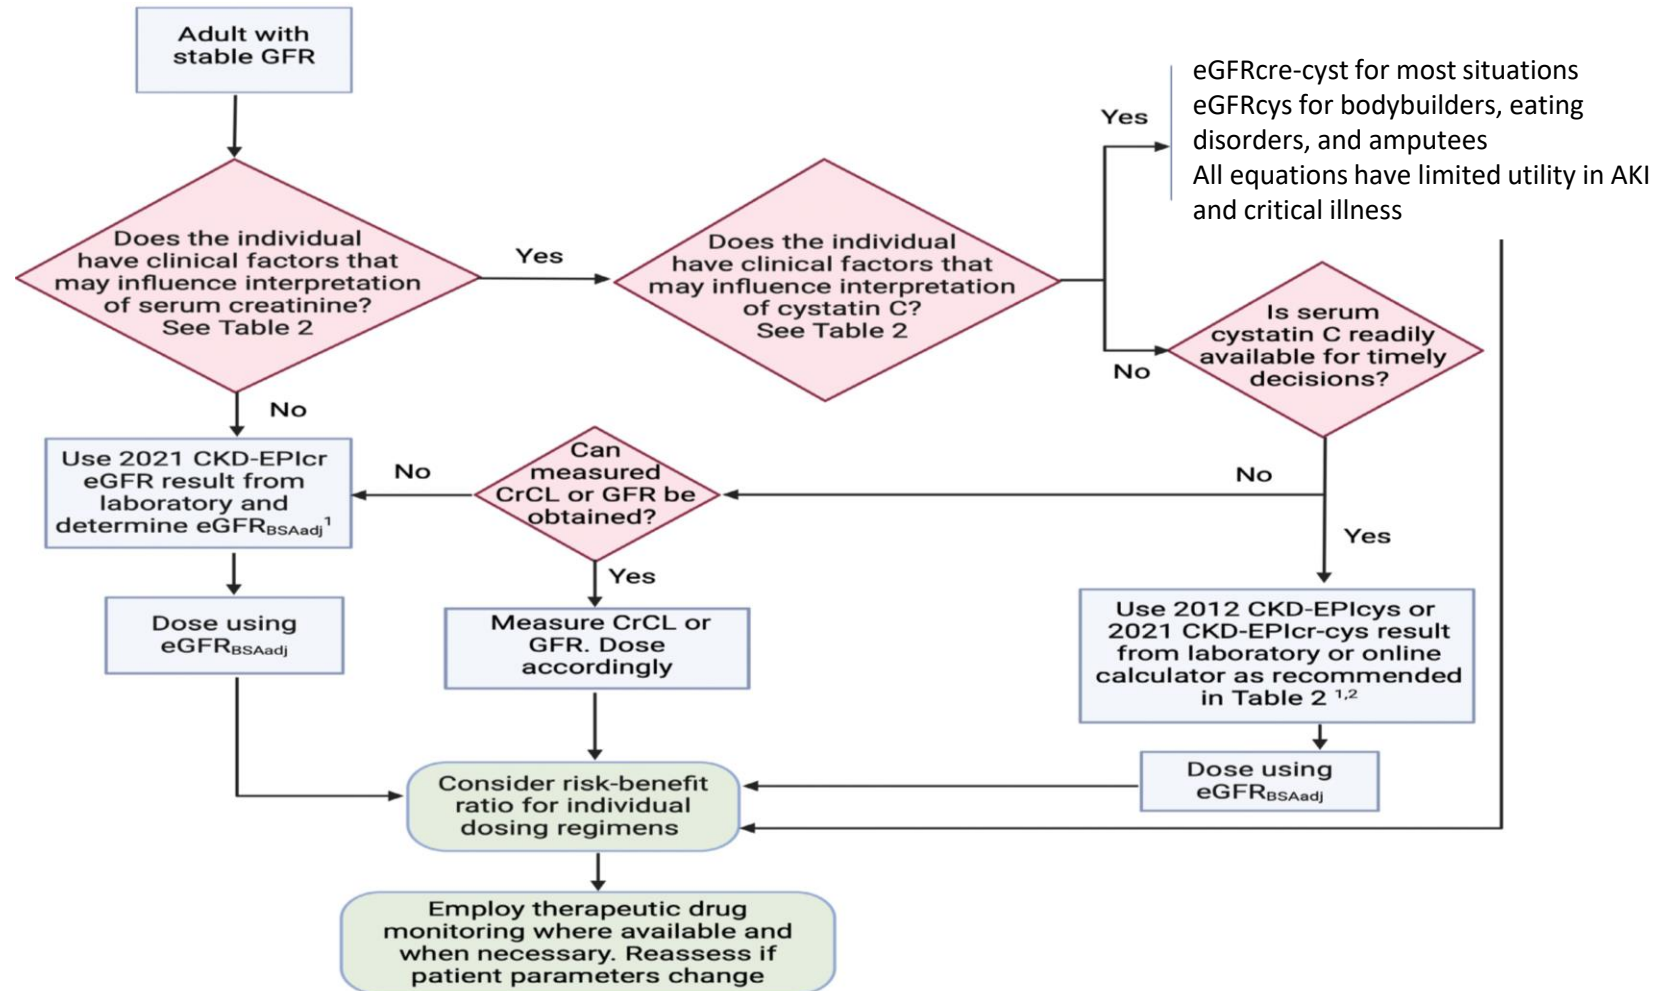 Adult with
stable GFR
eGFRcre-cyst for most situations
eGFRcys for bodybuilders, eating
disorders, and amputees
All equations have limited utility in AKI
and critical illness
Yes
Does the individual
have clinical factors that
may influence interpretation
of serum creatinine?
See Table 2
Yes
Does the individual
have clinical factors that
may influence interpretation
of cystatin C?
See Table 2
No
Is serum
cystatin C readily
available for timely
decisions?
No
Use 2021 CKD-EPIcr
eGFR result from
laboratory and
determine eGFRBSAadj1
No
Can
measured
CrCL or GFR be
obtained?
No
Yes
Yes
Dose using
eGFRBSAadj
Measure CrCL or
GFR. Dose
accordingly
Use 2012 CKD-EPIcys or
2021 CKD-EPIcr-cys result
from laboratory or online
calculator as recommended
in Table 2 1,2
Dose using
eGFRBSAadj
Consider risk-benefit
ratio for individual
dosing regimens
Employ therapeutic drug
monitoring where available and
when necessary. Reassess if
patient parameters change